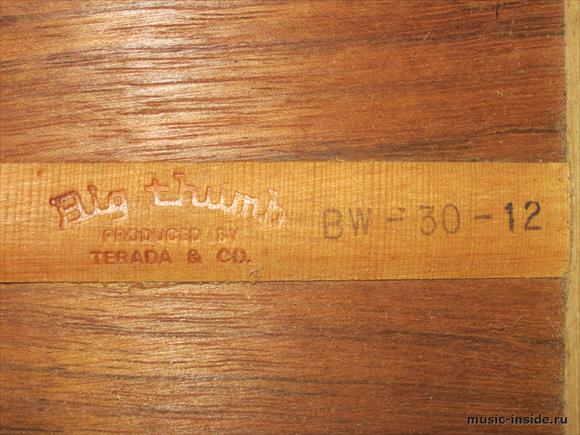 Big thumb
PRODUCED BY
TERADA & CO.
BW-30-12
music-inside.ru